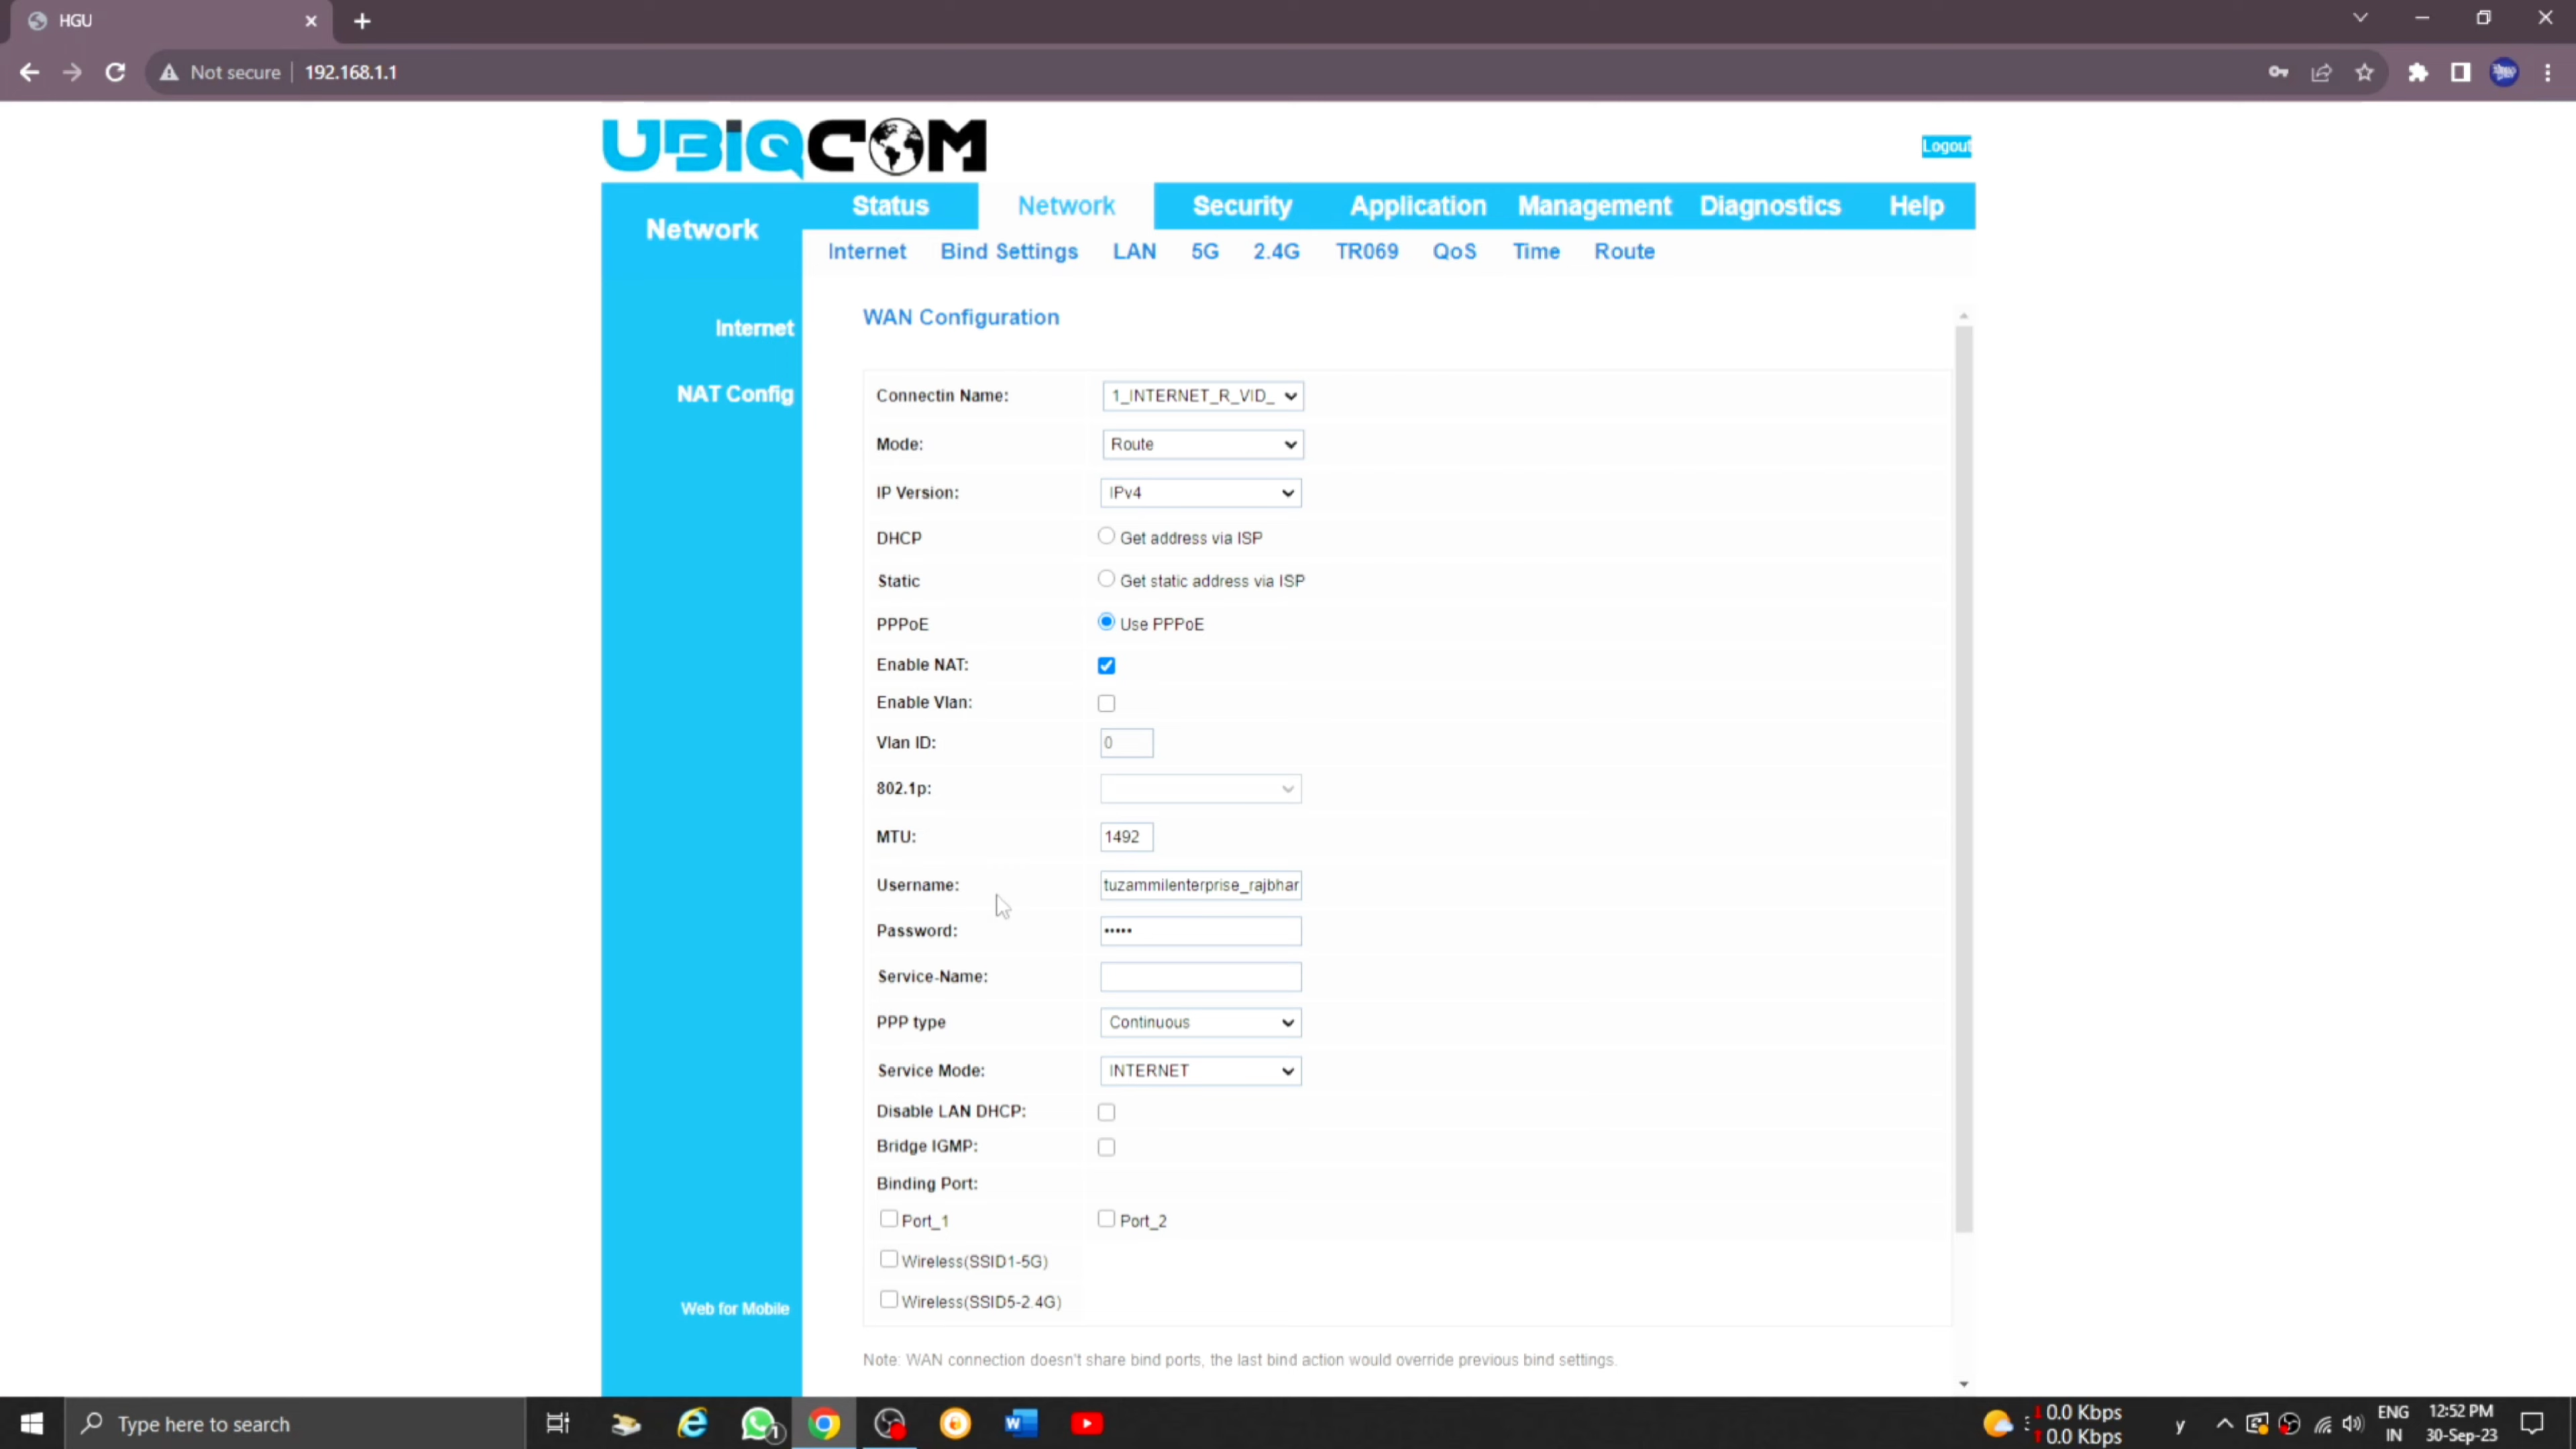 HGU
Not secure 192.168.1.1
UBiQCOM
Logout
Network
Status Network Security Application Management Diagnostics Help
Internet Bind Settings LAN 5G 2.4G TR069 QoS Time Route
Internet
NAT Config
Web for Mobile
WAN Configuration
Connectin Name: 1_INTERNET_R_VID_
Mode: Route
IP Version: IPv4
DHCP Get address via ISP
Static Get static address via ISP
PPPoE Use PPPoE
Enable NAT:
Enable Vlan:
Vlan ID: 0
802.1p:
MTU: 1492
Username: tuzammilenterprise_rajbhar
Password: •••••
Service-Name:
PPP type Continuous
Service Mode: INTERNET
Disable LAN DHCP:
Bridge IGMP:
Binding Port:
Port_1 Port_2
Wireless(SSID1-5G)
Wireless(SSID5-2.4G)
Note: WAN connection doesn't share bind ports, the last bind action would override previous bind settings.
Type here to search
1
W
0.0 Kbps
0.0 Kbps
y
ENG
IN
12:52 PM
30-Sep-23